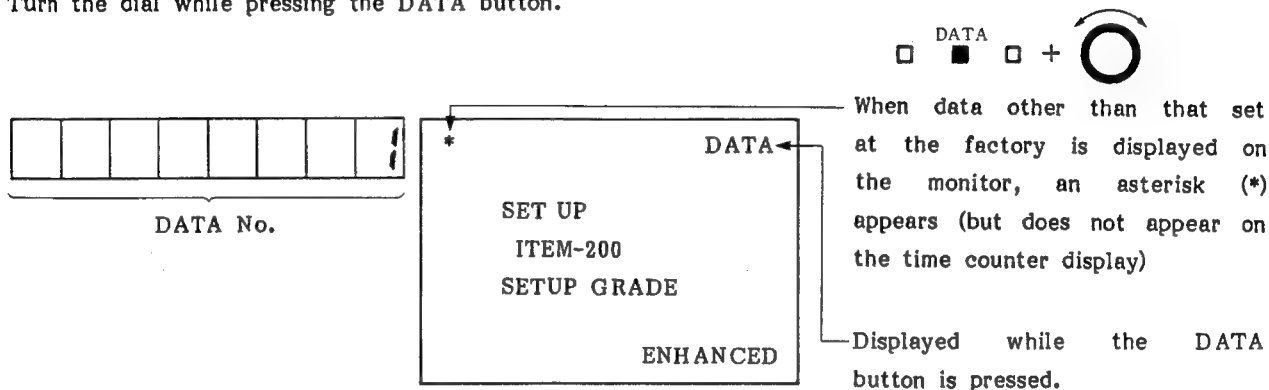 Turn the dial while pressing the DATA button.
DATA
+
When data other than that set
at the factory is displayed on
the monitor, an asterisk (*)
appears (but does not appear on
the time counter display)
1
DATA No.
*
DATA
SET UP
ITEM-200
SETUP GRADE
ENHANCED
Displayed while the DATA
button is pressed.